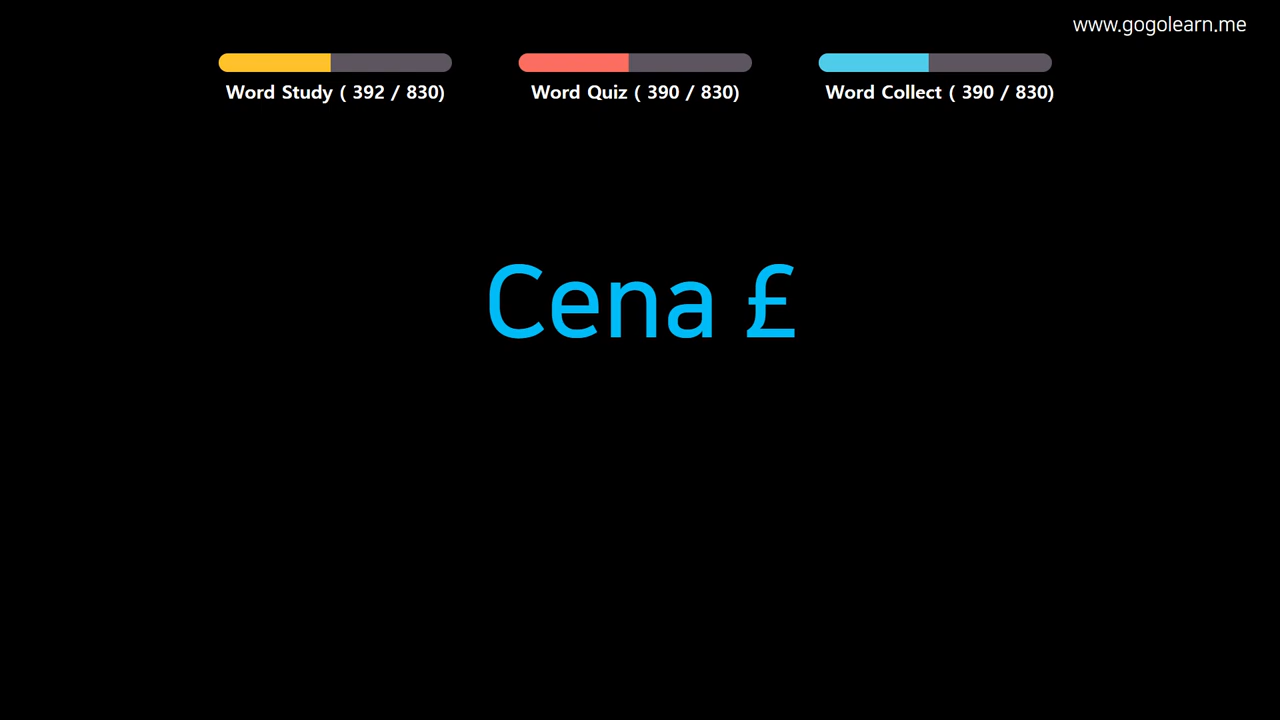 www.gogolearn.me
Word Study ( 392 / 830)
Word Quiz ( 390 / 830)
Word Collect ( 390 / 830)
Cena £